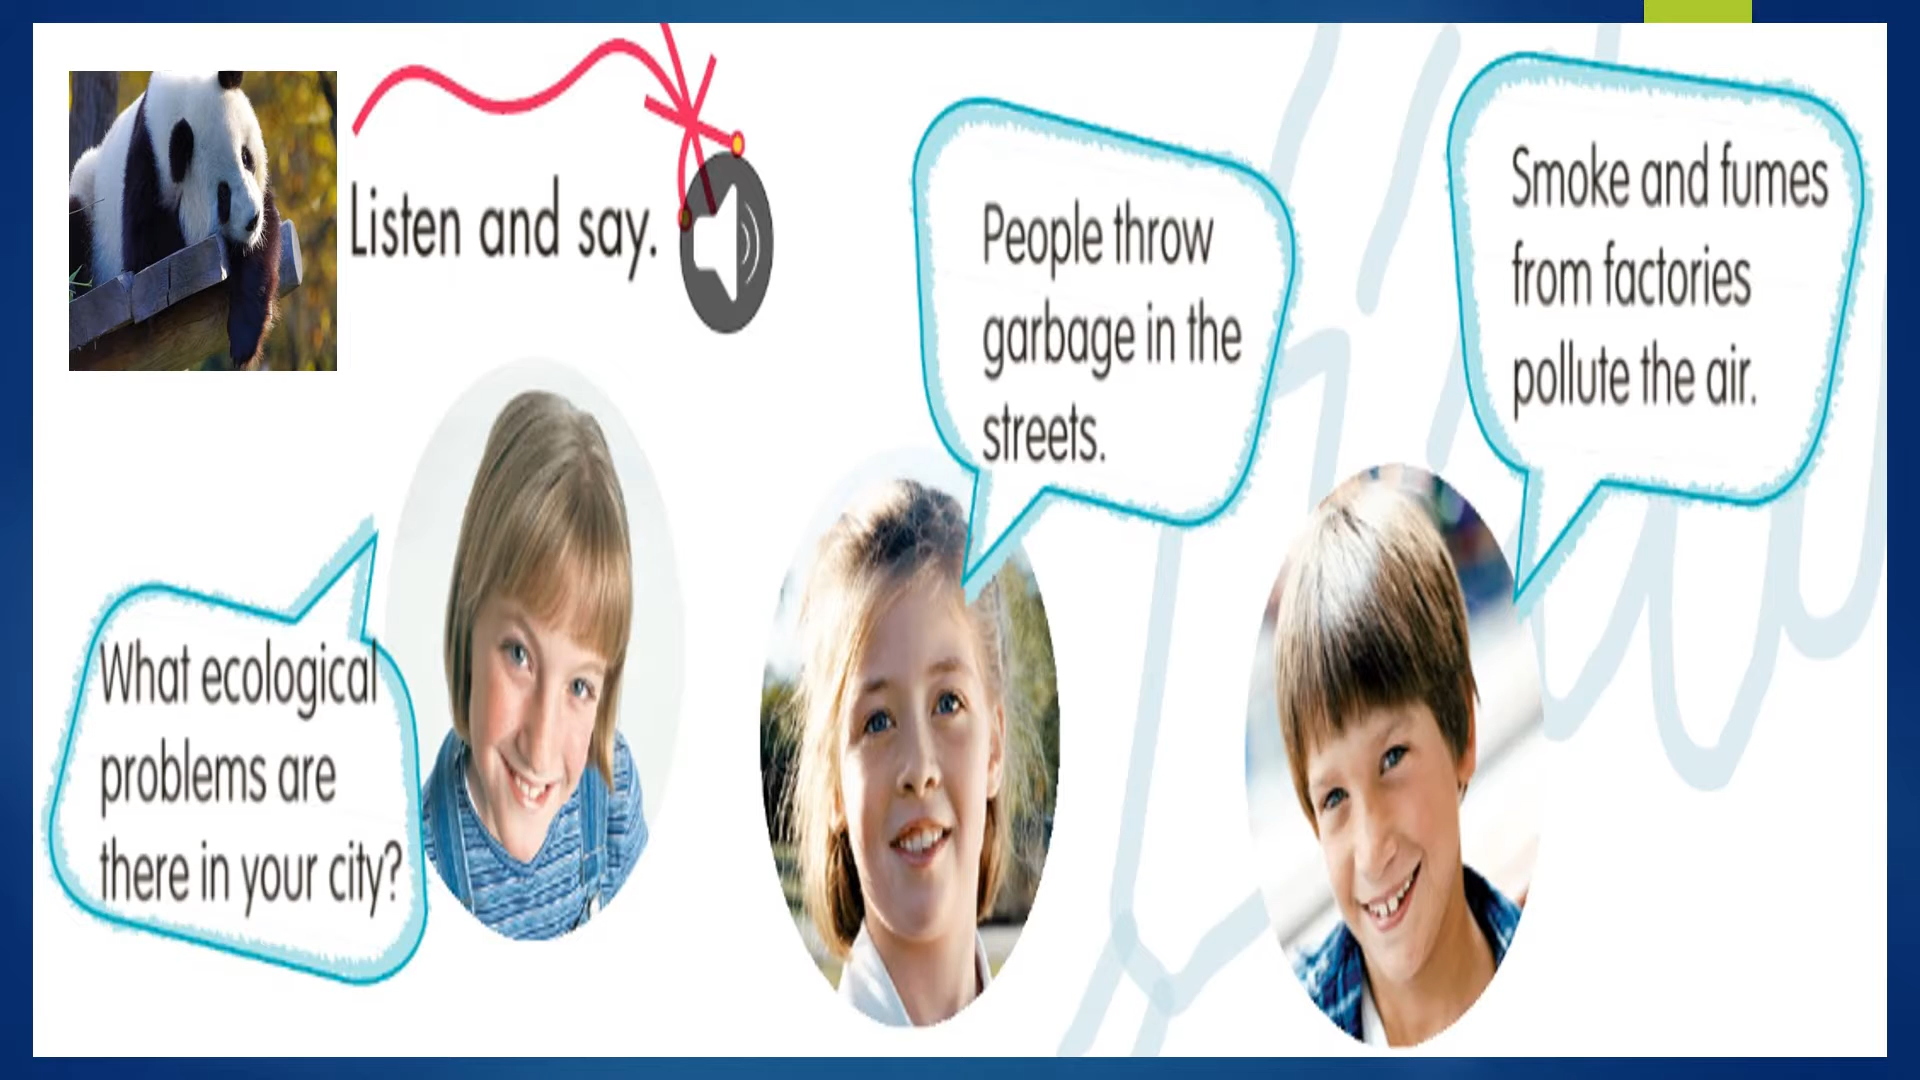 Listen and say.
What ecological
problems are
there in your city?
People throw
garbage in the
streets.
Smoke and fumes
from factories
pollute the air.